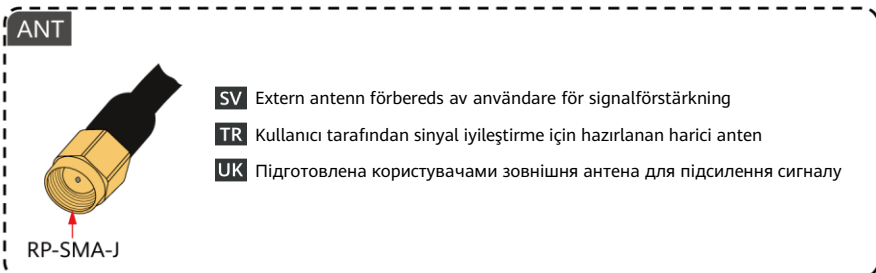 ANT
SV Extern antenn förbereds av användare för signalförstärkning
TR Kullanıcı tarafından sinyal iyileştirme için hazırlanan harici anten
UK Підготовлена користувачами зовнішня антена для підсилення сигналу
RP-SMA-J